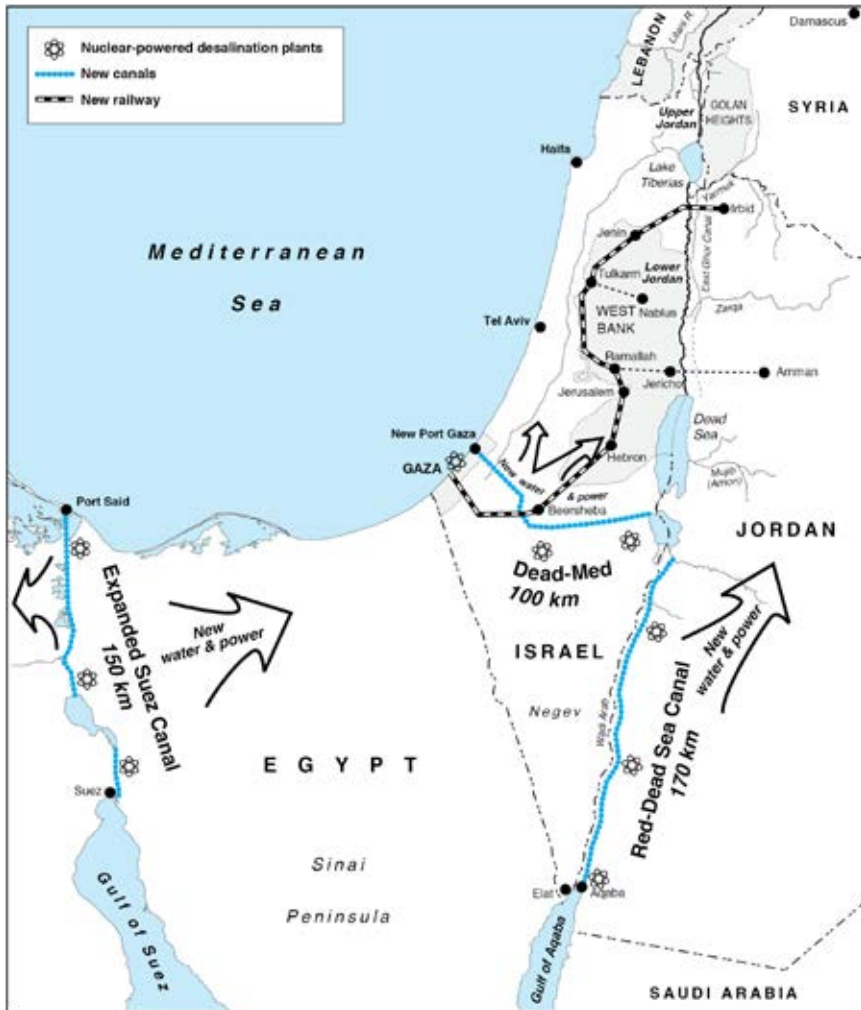 Nuclear-powered desalination plants
New canals
New railway
LEBANON
Litani R
Damascus
Upper
Jordan
GOLAN
HEIGHTS
SYRIA
Haifa
Lake
Tiberias
Yarmuk
Irbid
Mediterranean
Sea
Jenin
East Ghor Canal
Lower
Jordan
Tulkarm
Nablus
WEST
BANK
Zarqa
Tel Aviv
Ramallah
Jericho
Amman
Jerusalem
Dead
Sea
New Port Gaza
GAZA
Hebron
New water
& power
Mujib
(Arnon)
Port Said
Beersheba
JORDAN
Dead-Med
100 km
Expanded Suez Canal
150 km
New
water & power
New
water & power
ISRAEL
Negev
Wadi Arab
Red-Dead Sea Canal
170 km
EGYPT
Suez
Sinai
Peninsula
Elat
Aqaba
Gulf of Suez
Gulf of Aqaba
SAUDI ARABIA